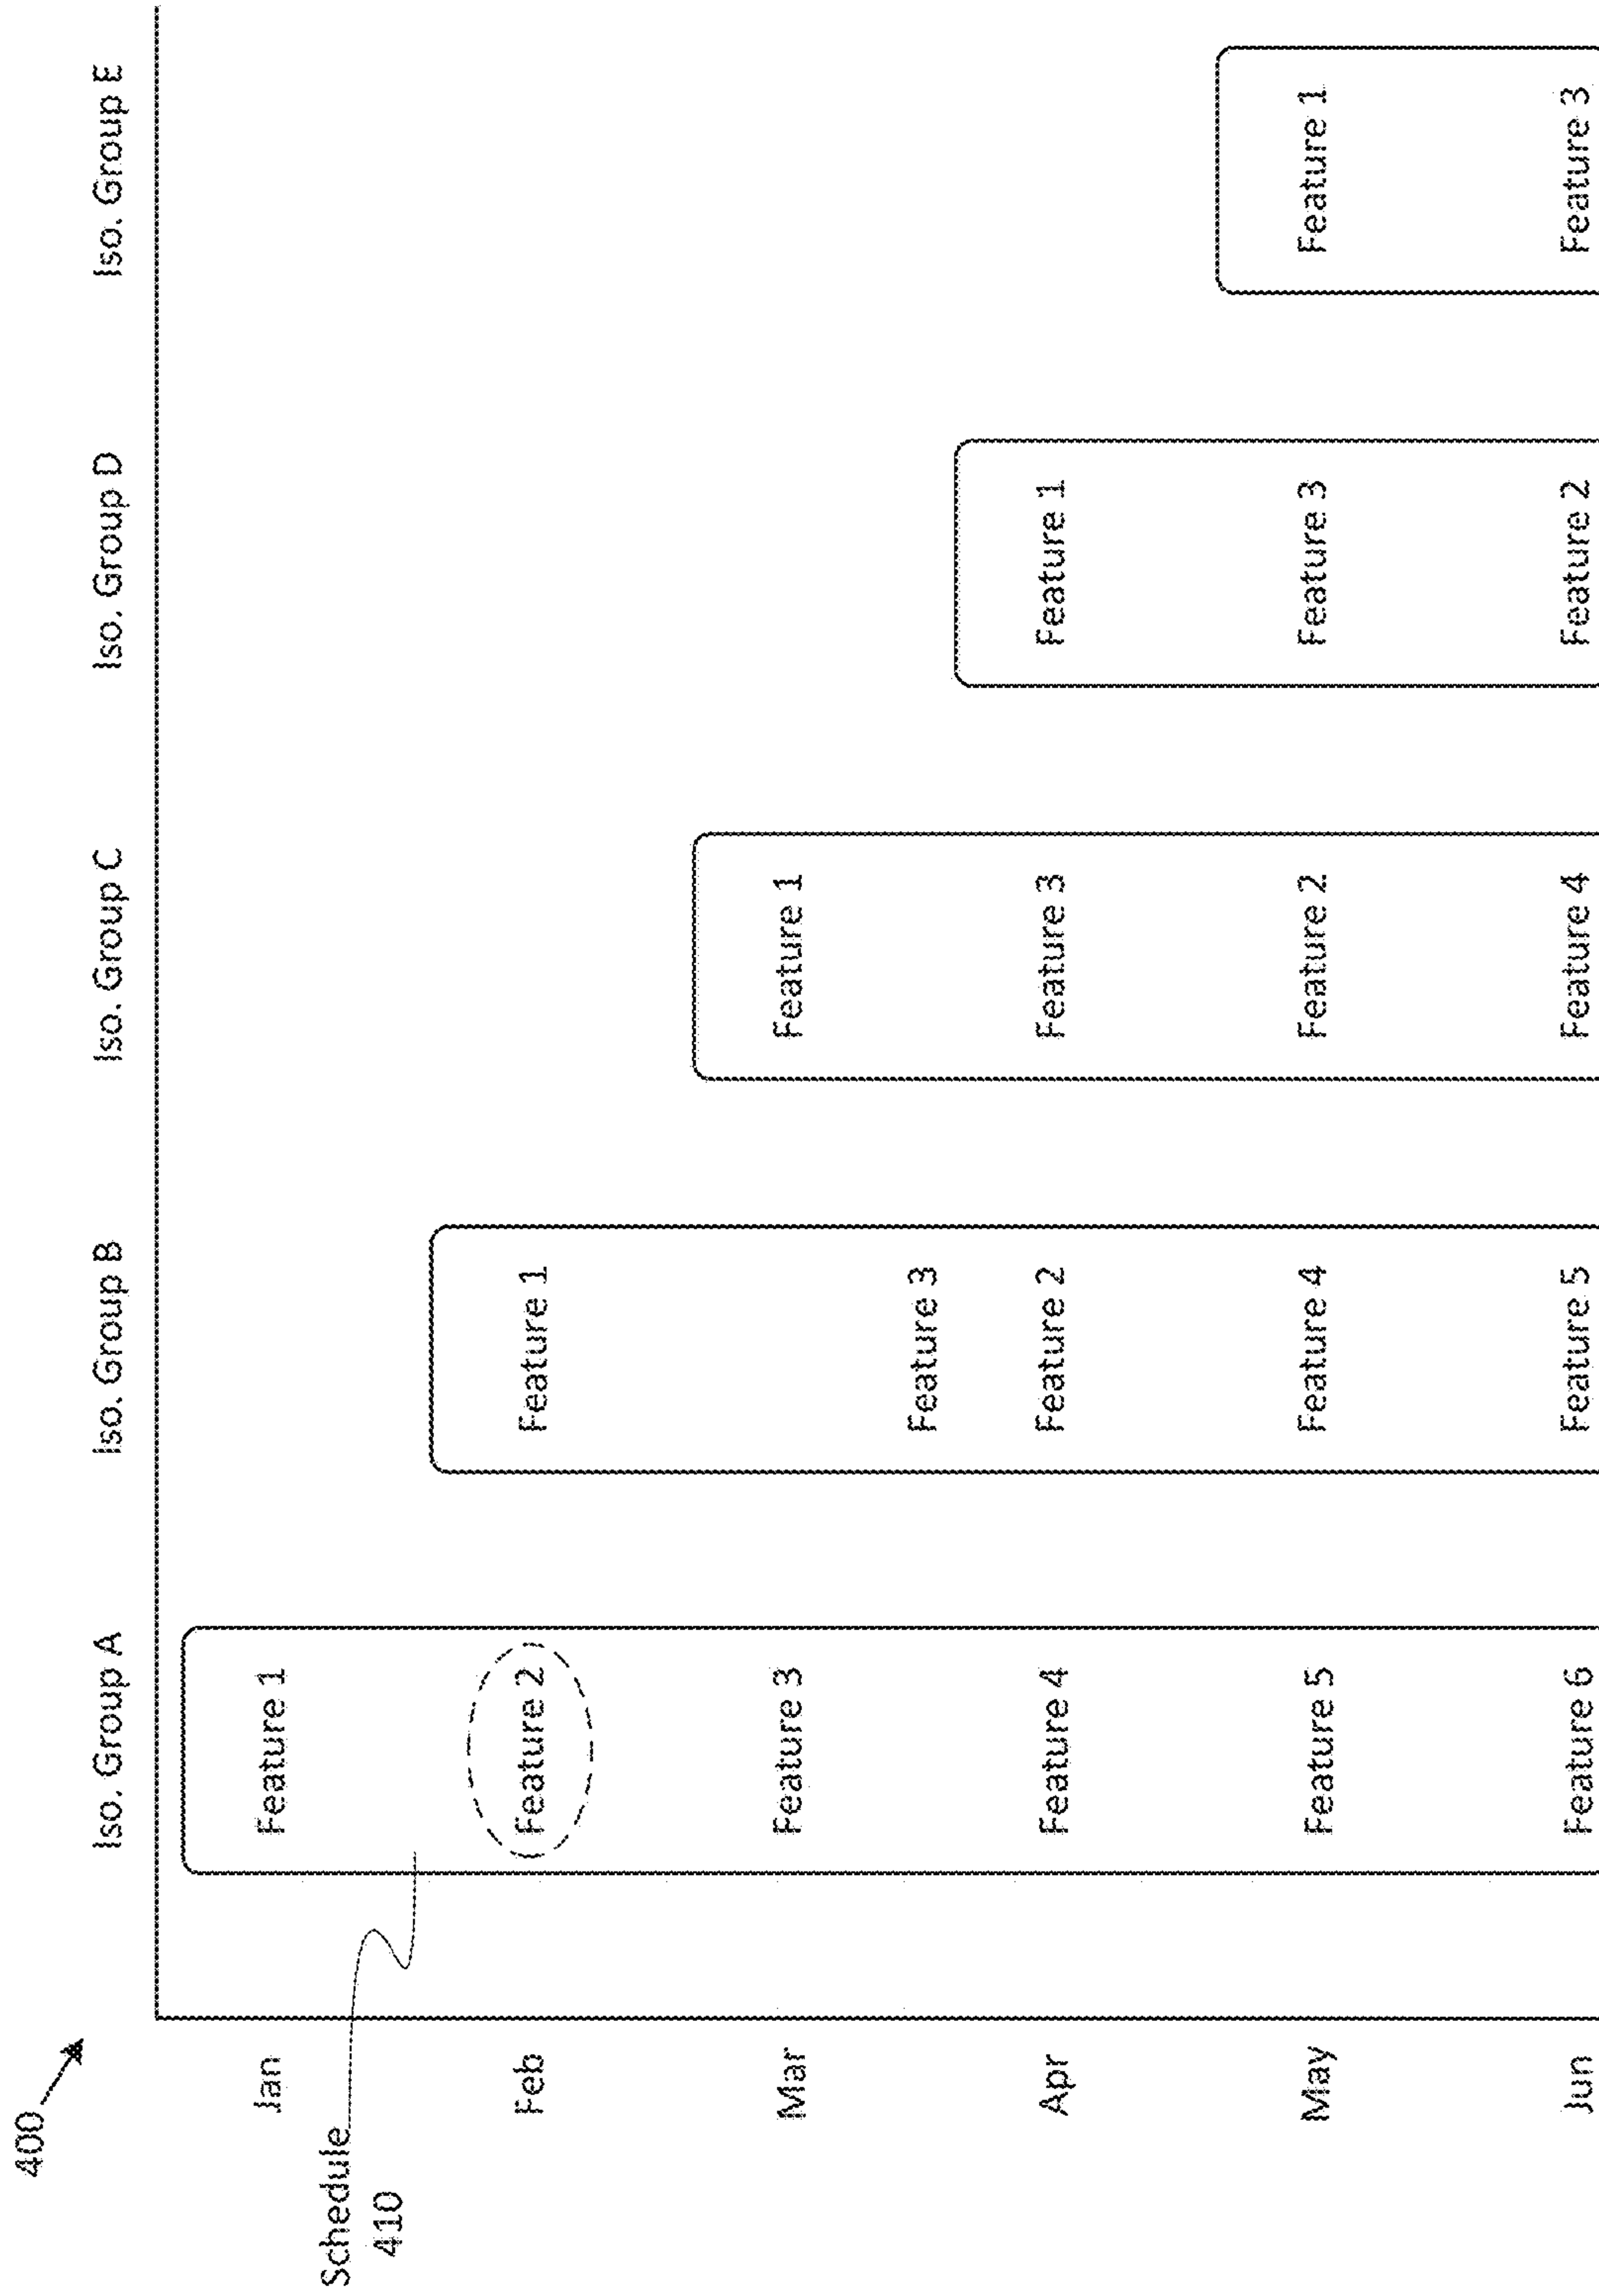 400
Iso. Group A Iso. Group B Iso. Group C Iso. Group D Iso. Group E
Jan Feature 1
Schedule
410
Feb Feature 2 Feature 1
Mar Feature 3 Feature 1
Feature 3
Apr Feature 4 Feature 2 Feature 3 Feature 1
May Feature 5 Feature 4 Feature 2 Feature 3 Feature 1
Jun Feature 6 Feature 5 Feature 4 Feature 2 Feature 3